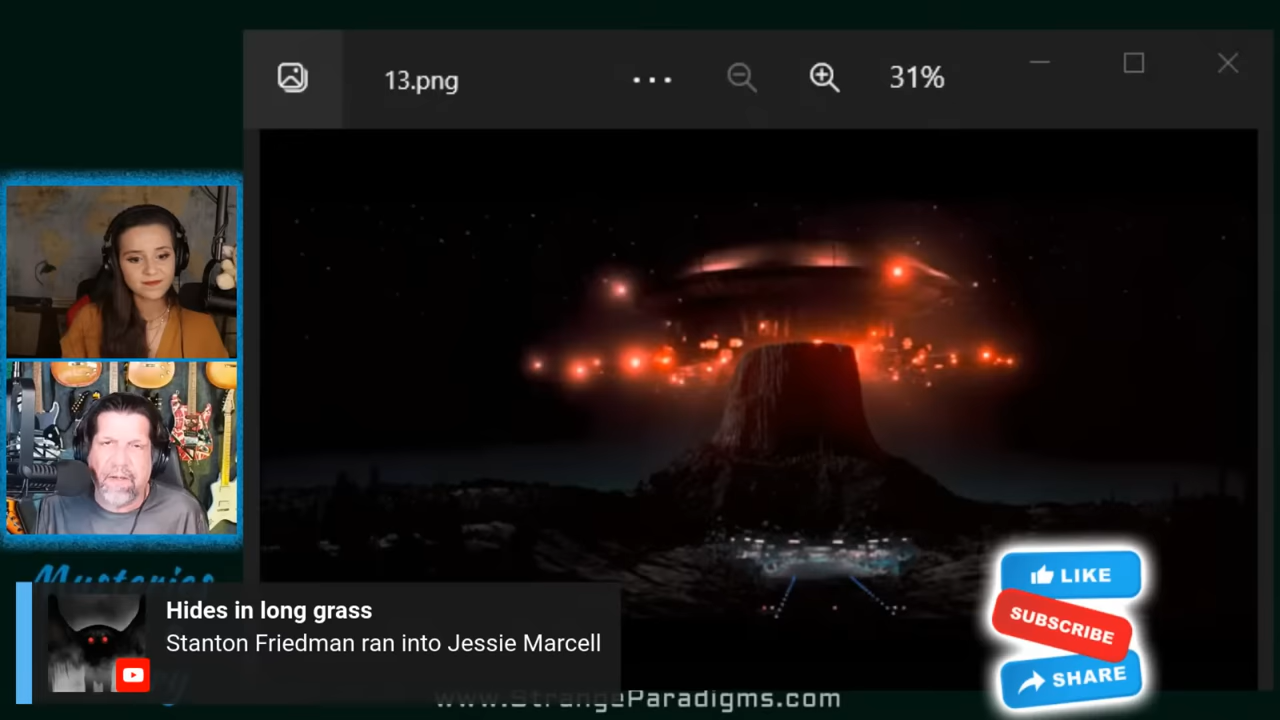 13.png
31%
Mysteries
Hides in long grass
Stanton Friedman ran into Jessie Marcell
LIKE
SUBSCRIBE
SHARE
www.StrangeParadigms.com